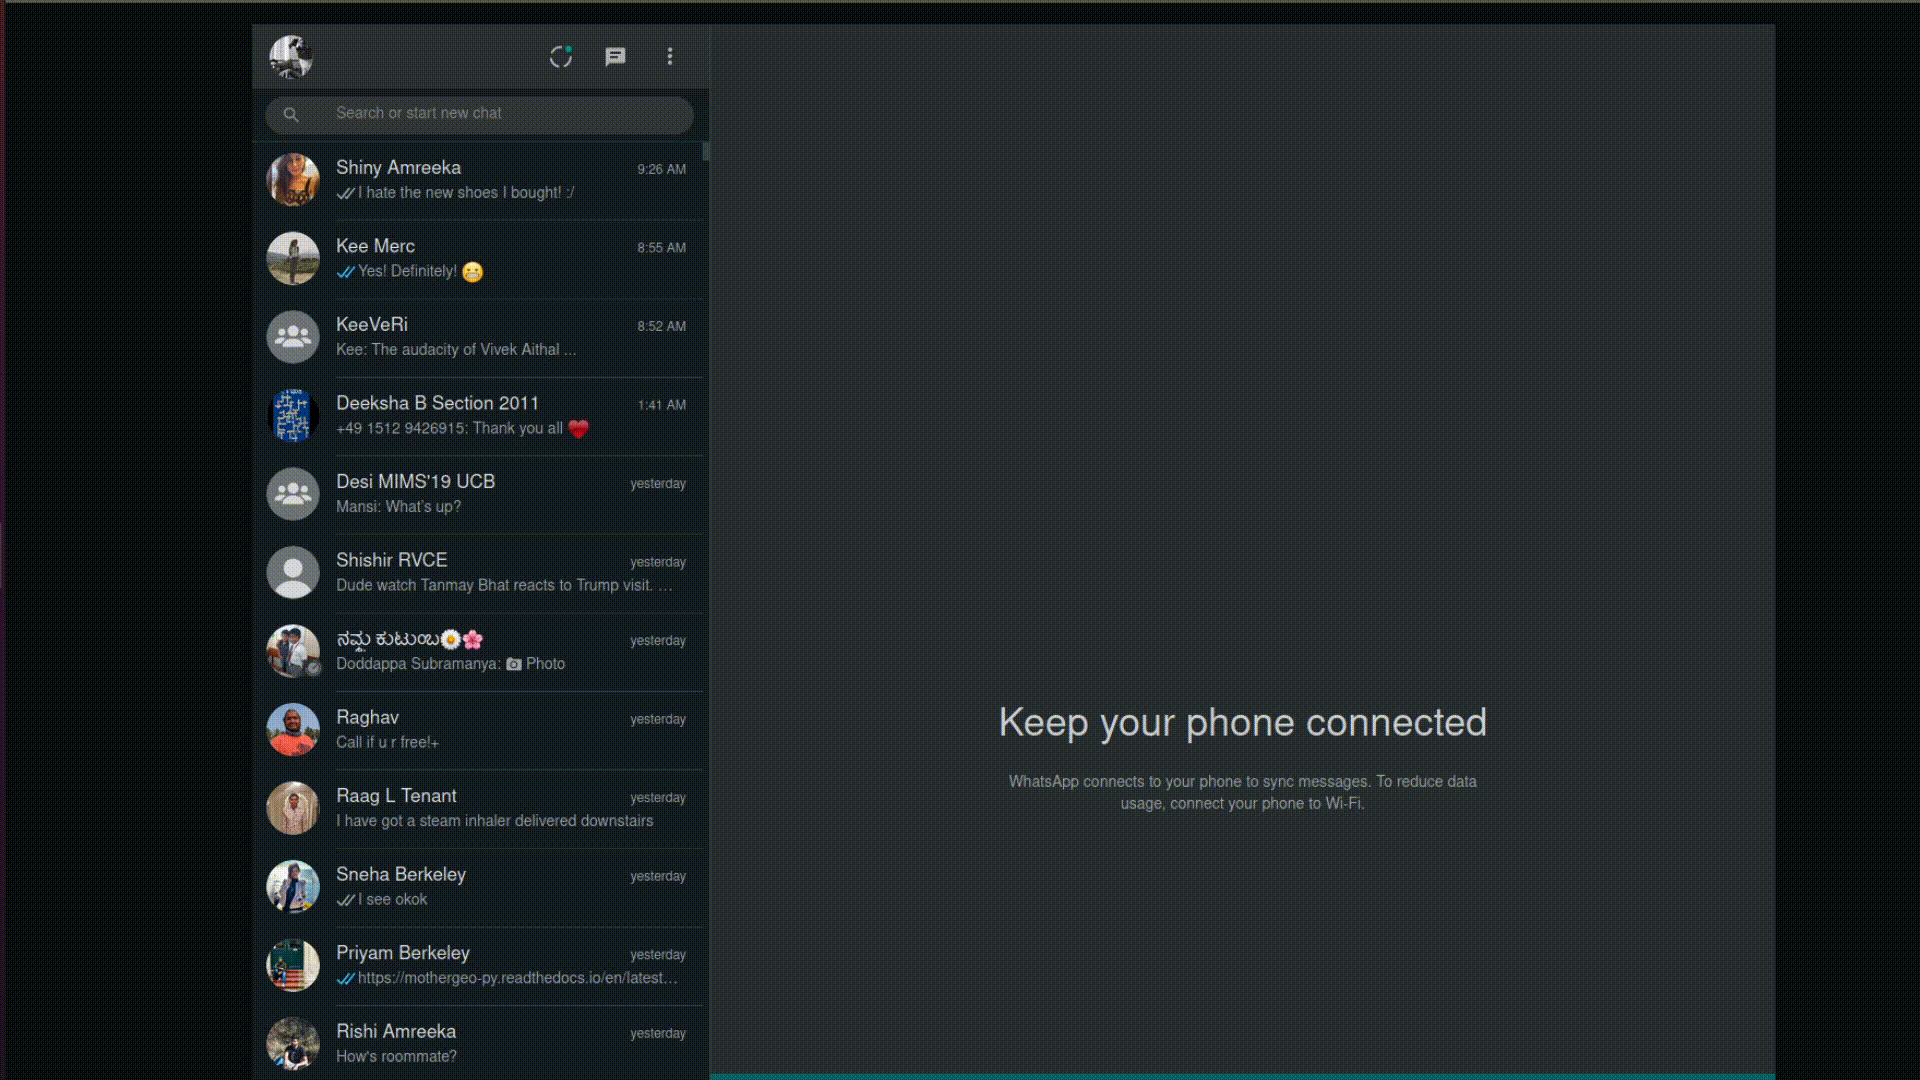 Search or start new chat
Shiny Amreeka 9:26 AM
I hate the new shoes I bought! :/
Kee Merc 8:55 AM
Yes! Definitely! 😬
KeeVeRi 8:52 AM
Kee: The audacity of Vivek Aithal ...
Deeksha B Section 2011 1:41 AM
+49 1512 9426915: Thank you all ❤️
Desi MIMS'19 UCB yesterday
Mansi: What's up?
Shishir RVCE yesterday
Dude watch Tanmay Bhat reacts to Trump visit. ...
ನಮ್ಮ ಕುಟುಂಬ🌼🌸 yesterday
Doddappa Subramanya: 📷 Photo
Raghav yesterday
Call if u r free!+
Raag L Tenant yesterday
I have got a steam inhaler delivered downstairs
Sneha Berkeley yesterday
I see okok
Priyam Berkeley yesterday
https://mothergeo-py.readthedocs.io/en/latest...
Rishi Amreeka yesterday
How's roommate?
Keep your phone connected
WhatsApp connects to your phone to sync messages. To reduce data
usage, connect your phone to Wi-Fi.